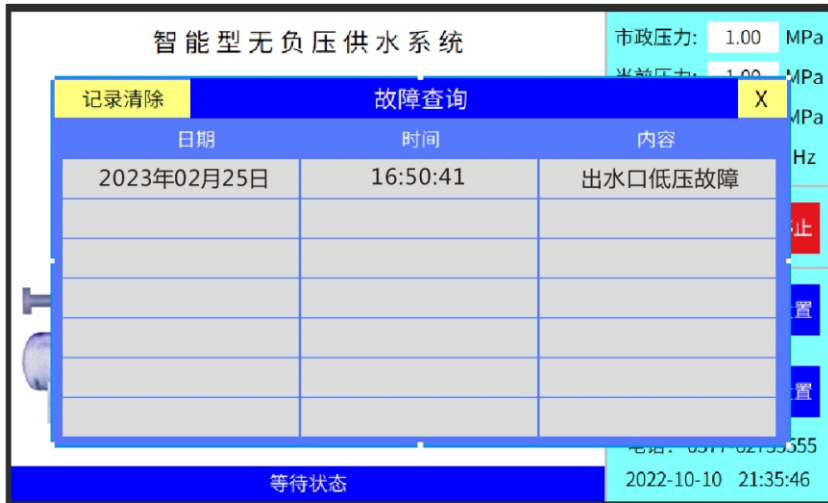 智能型无负压供水系统
市政压力: 1.00 MPa
MPa
记录清除 故障查询 X
MPa
日期 时间 内容
Hz
2023年02月25日 16:50:41 出水口低压故障
止
置
置
等待状态
2022-10-10 21:35:46